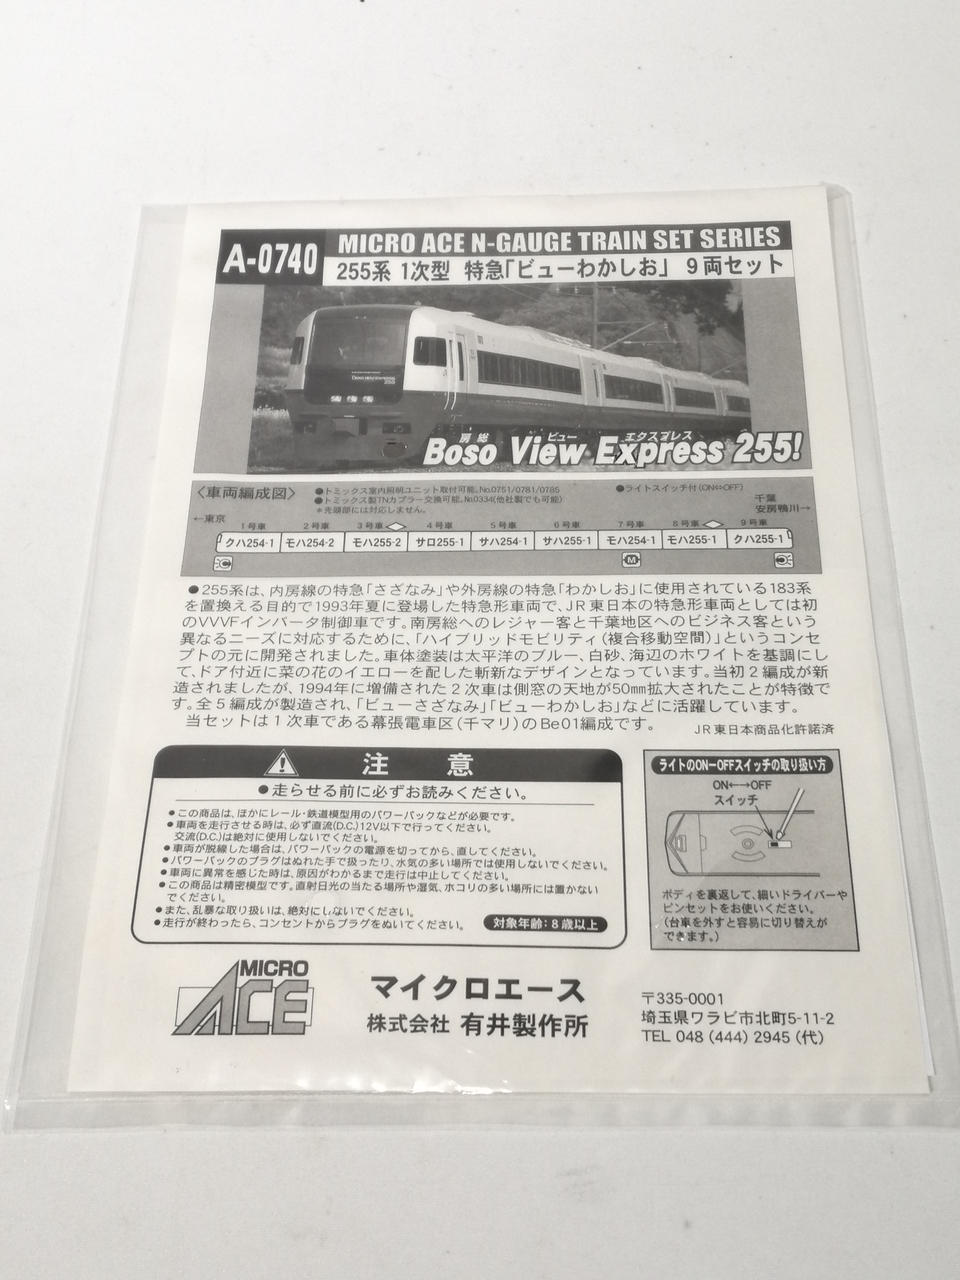 A-0740
MICRO ACE N-GAUGE TRAIN SET SERIES
255系 1次型 特急「ビューわかしお」 9両セット
Boso View Express 255
房総 ビュー エクスプレス
Boso View Express 255!
〈車両編成図〉
●トミックス室内照明ユニット取付可能。No.0751/0781/0785
●トミックス製TNカプラー交換可能。No.0334(他社製でも可能)
＊先頭部には対応しません。
●ライトスイッチ付(ON⇔OFF)
←東京
千葉
安房鴨川→
1号車 2号車 3号車 4号車 5号車 6号車 7号車 8号車 9号車
クハ254-1 モハ254-2 モハ255-2 サロ255-1 サハ254-1 サハ255-1 モハ254-1 モハ255-1 クハ255-1
M
●255系は、内房線の特急「さざなみ」や外房線の特急「わかしお」に使用されている183系
を置換える目的で1993年夏に登場した特急形車両で、JR東日本の特急形車両としては初
のVVVFインバータ制御車です。南房総へのレジャー客と千葉地区へのビジネス客という
異なるニーズに対応するために、「ハイブリッドモビリティ(複合移動空間)」というコンセ
プトの元に開発されました。車体塗装は太平洋のブルー、白砂、海辺のホワイトを基調にし
て、ドア付近に菜の花のイエローを配した斬新なデザインとなっています。当初2編成が新
造されましたが、1994年に増備された2次車は側窓の天地が50㎜拡大されたことが特徴で
す。全5編成が製造され、「ビューさざなみ」「ビューわかしお」などに活躍しています。
当セットは1次車である幕張電車区(千マリ)のBe01編成です。
JR東日本商品化許諾済
注意
●走らせる前に必ずお読みください。
●この商品は、ほかにレール・鉄道模型用のパワーパックなどが必要です。
●車両を走行させる時は、必ず直流(D.C.)12V以下で行ってください。
交流(D.C.)は絶対に使用しないでください。
●車両が脱線した場合は、パワーパックの電源を切ってから、直してください。
●パワーパックのプラグはぬれた手で扱ったり、水気の多い場所では使用しないでください。
●車両に異常を感じた時は、原因がわかるまで走行は中止してください。
●この商品は精密模型です。直射日光の当たる場所や湿気、ホコリの多い場所には置かない
でください。
●また、乱暴な取り扱いは、絶対にしないでください。
●走行が終わったら、コンセントからプラグをぬいてください。
対象年齢：8歳以上
ライトのON-OFFスイッチの取り扱い方
ON←→OFF
スイッチ
ボディを裏返して、細いドライバーや
ピンセットをお使いください。
(台車を外すと容易に切り替えが
できます。)
MICRO
ACE
マイクロエース
株式会社 有井製作所
〒335-0001
埼玉県ワラビ市北町5-11-2
TEL 048 (444) 2945 (代)